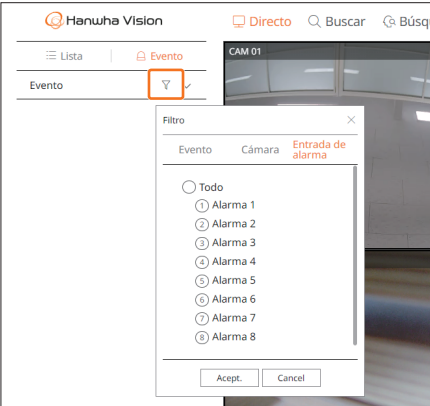 Hanwha Vision
Directo Buscar Búsqu
Lista Evento
CAM 01
Evento
Filtro
Evento Cámara Entrada de
alarma
Todo
1 Alarma 1
2 Alarma 2
3 Alarma 3
4 Alarma 4
5 Alarma 5
6 Alarma 6
7 Alarma 7
8 Alarma 8
Acept. Cancel